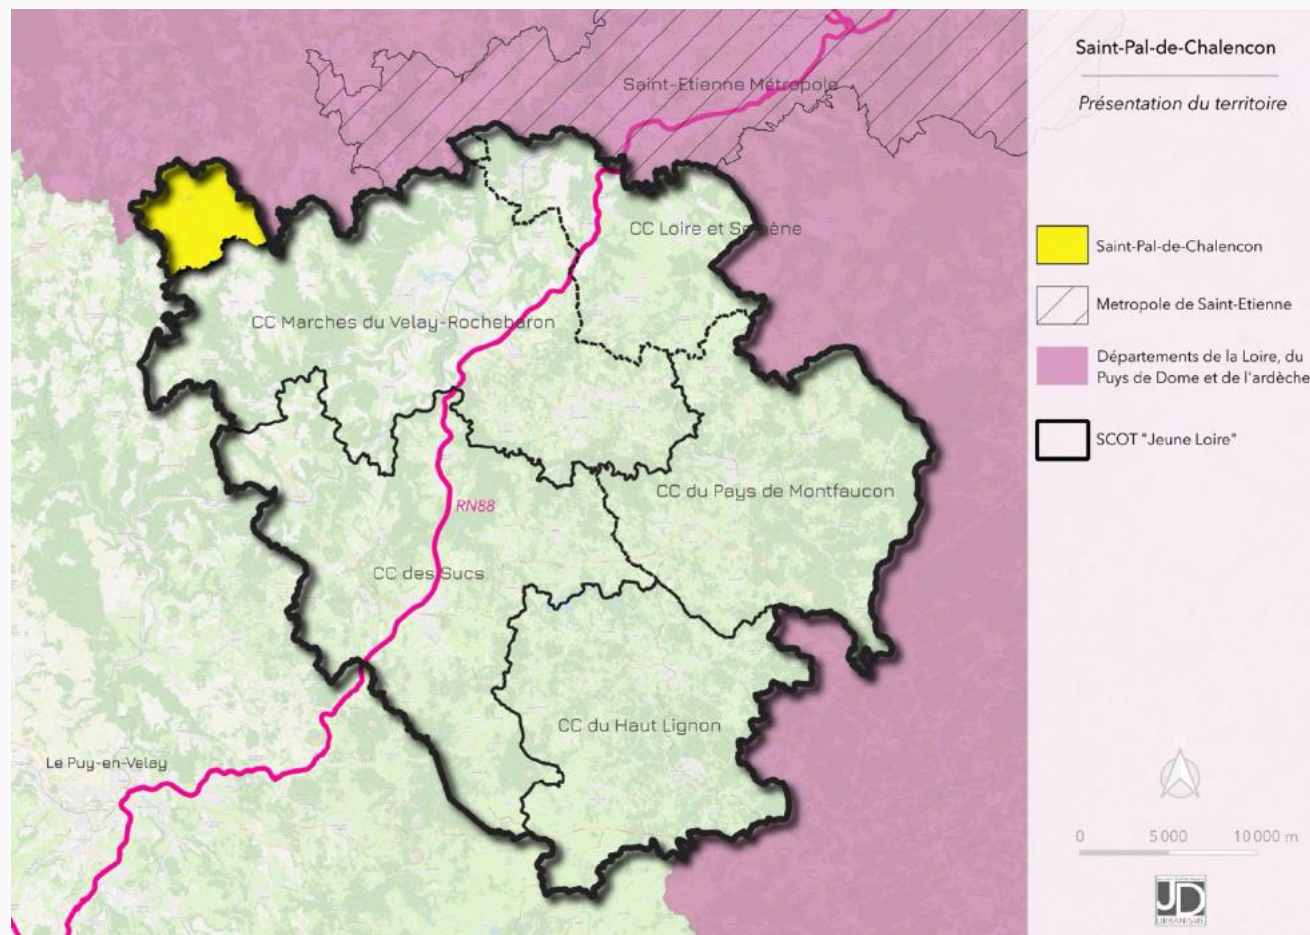 Saint-Pal-de-Chalencon
Présentation du territoire
Saint-Etienne Métropole
CC Loire et Semène
CC Marches du Velay-Rochebaron
CC du Pays de Montfaucon
RN88
CC des Sucs
CC du Haut Lignon
Le Puy-en-Velay
Saint-Pal-de-Chalencon
Metropole de Saint-Etienne
Départements de la Loire, du
Puys de Dome et de l'ardèche
SCOT "Jeune Loire"
0 5 000 10 000 m
JD
URBANISME